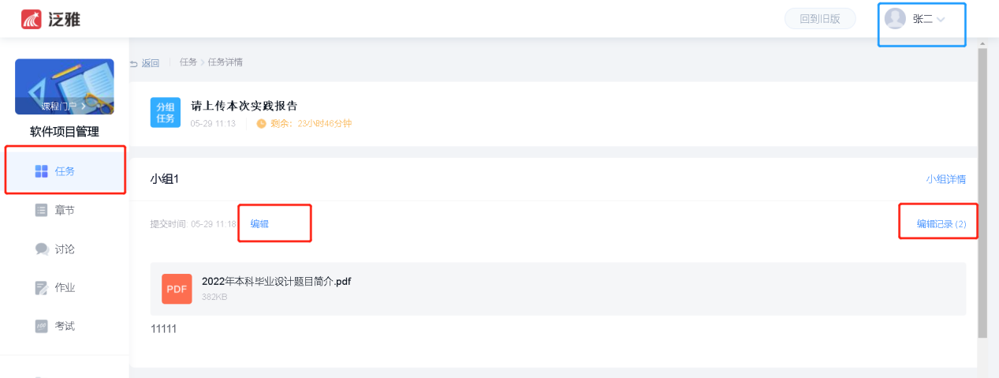 泛雅
回到旧版
张二
课程门户
软件项目管理
任务
章节
讨论
作业
考试
返回
任务 > 任务详情
分组
任务
请上传本次实践报告
05-29 11:13
剩余：23小时46分钟
小组1
小组详情
提交时间: 05-29 11:18
编辑
编辑记录 (2)
PDF
2022年本科毕业设计题目简介.pdf
382KB
11111